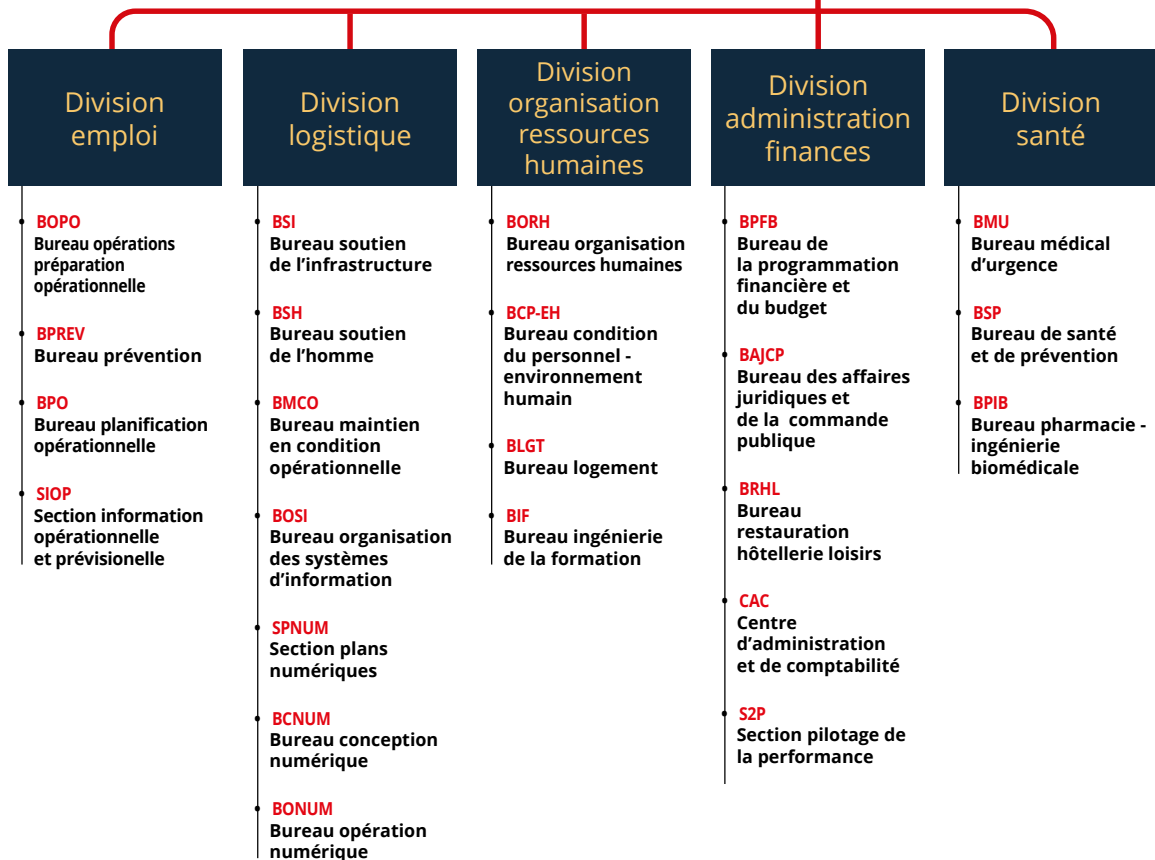 Division
emploi
BOPO
Bureau opérations
préparation
opérationnelle
BPREV
Bureau prévention
BPO
Bureau planification
opérationnelle
SIOP
Section information
opérationnelle
et prévisionelle
Division
logistique
BSI
Bureau soutien
de l’infrastructure
BSH
Bureau soutien
de l’homme
BMCO
Bureau maintien
en condition
opérationnelle
BOSI
Bureau organisation
des systèmes
d’information
SPNUM
Section plans
numériques
BCNUM
Bureau conception
numérique
BONUM
Bureau opération
numérique
Division
organisation
ressources
humaines
BORH
Bureau organisation
ressources humaines
BCP-EH
Bureau condition
du personnel -
environnement
humain
BLGT
Bureau logement
BIF
Bureau ingénierie
de la formation
Division
administration
finances
BPFB
Bureau de
la programmation
financière et
du budget
BAJCP
Bureau des affaires
juridiques et
de la commande
publique
BRHL
Bureau
restauration
hôtellerie loisirs
CAC
Centre
d’administration
et de comptabilité
S2P
Section pilotage de
la performance
Division
santé
BMU
Bureau médical
d’urgence
BSP
Bureau de santé
et de prévention
BPIB
Bureau pharmacie -
ingénierie
biomédicale